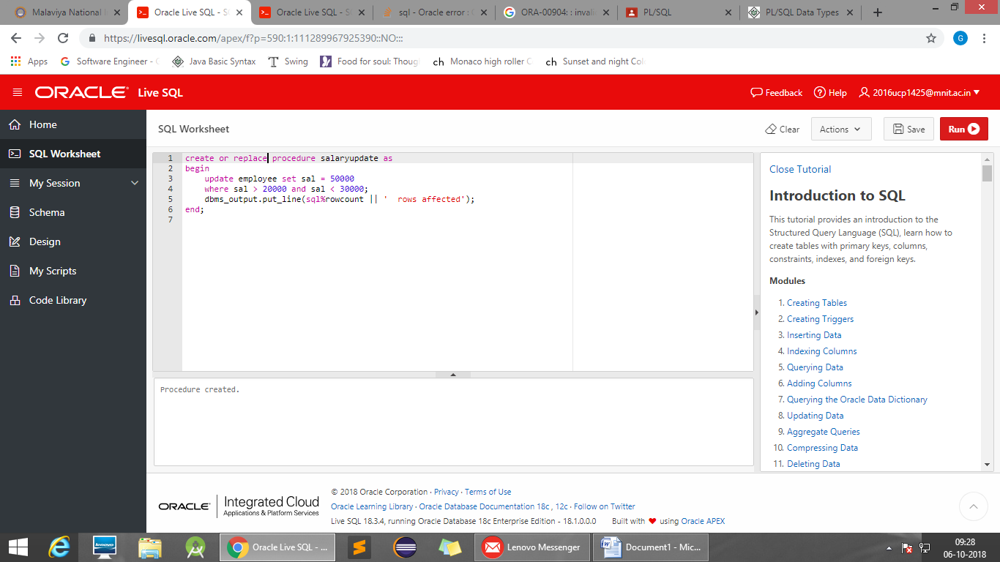 Malaviya National I
Oracle Live SQL - S
Oracle Live SQL - S
sql - Oracle error : 
ORA-00904: : invali
PL/SQL
PL/SQL Data Types
https://livesql.oracle.com/apex/f?p=590:1:111289967925390::NO:::
G
Apps
Software Engineer - C
Java Basic Syntax
Swing
Food for soul: Thoug
ch Monaco high roller C
ch Sunset and night Col
ORACLE Live SQL
Feedback
Help
2016ucp1425@mnit.ac.in
Home
SQL Worksheet
My Session
Schema
Design
My Scripts
Code Library
SQL Worksheet
Clear
Actions
Save
Run
1 create or replace procedure salaryupdate as
2 begin
3 update employee set sal = 50000
4 where sal > 20000 and sal < 30000;
5 dbms_output.put_line(sql%rowcount || '  rows affected');
6 end;
7
Procedure created.
Close Tutorial
Introduction to SQL
This tutorial provides an introduction to the
Structured Query Language (SQL), learn how to
create tables with primary keys, columns,
constraints, indexes, and foreign keys.
Modules
1. Creating Tables
2. Creating Triggers
3. Inserting Data
4. Indexing Columns
5. Querying Data
6. Adding Columns
7. Querying the Oracle Data Dictionary
8. Updating Data
9. Aggregate Queries
10. Compressing Data
11. Deleting Data
ORACLE
Integrated Cloud
Applications & Platform Services
© 2018 Oracle Corporation · Privacy · Terms of Use
Oracle Learning Library · Oracle Database Documentation 18c , 12c · Follow on Twitter
Live SQL 18.3.4, running Oracle Database 18c Enterprise Edition - 18.1.0.0.0 Built with ❤ using Oracle APEX
lenovo
Oracle Live SQL - ...
Lenovo Messenger
Document1 - Mic...
09:28
06-10-2018